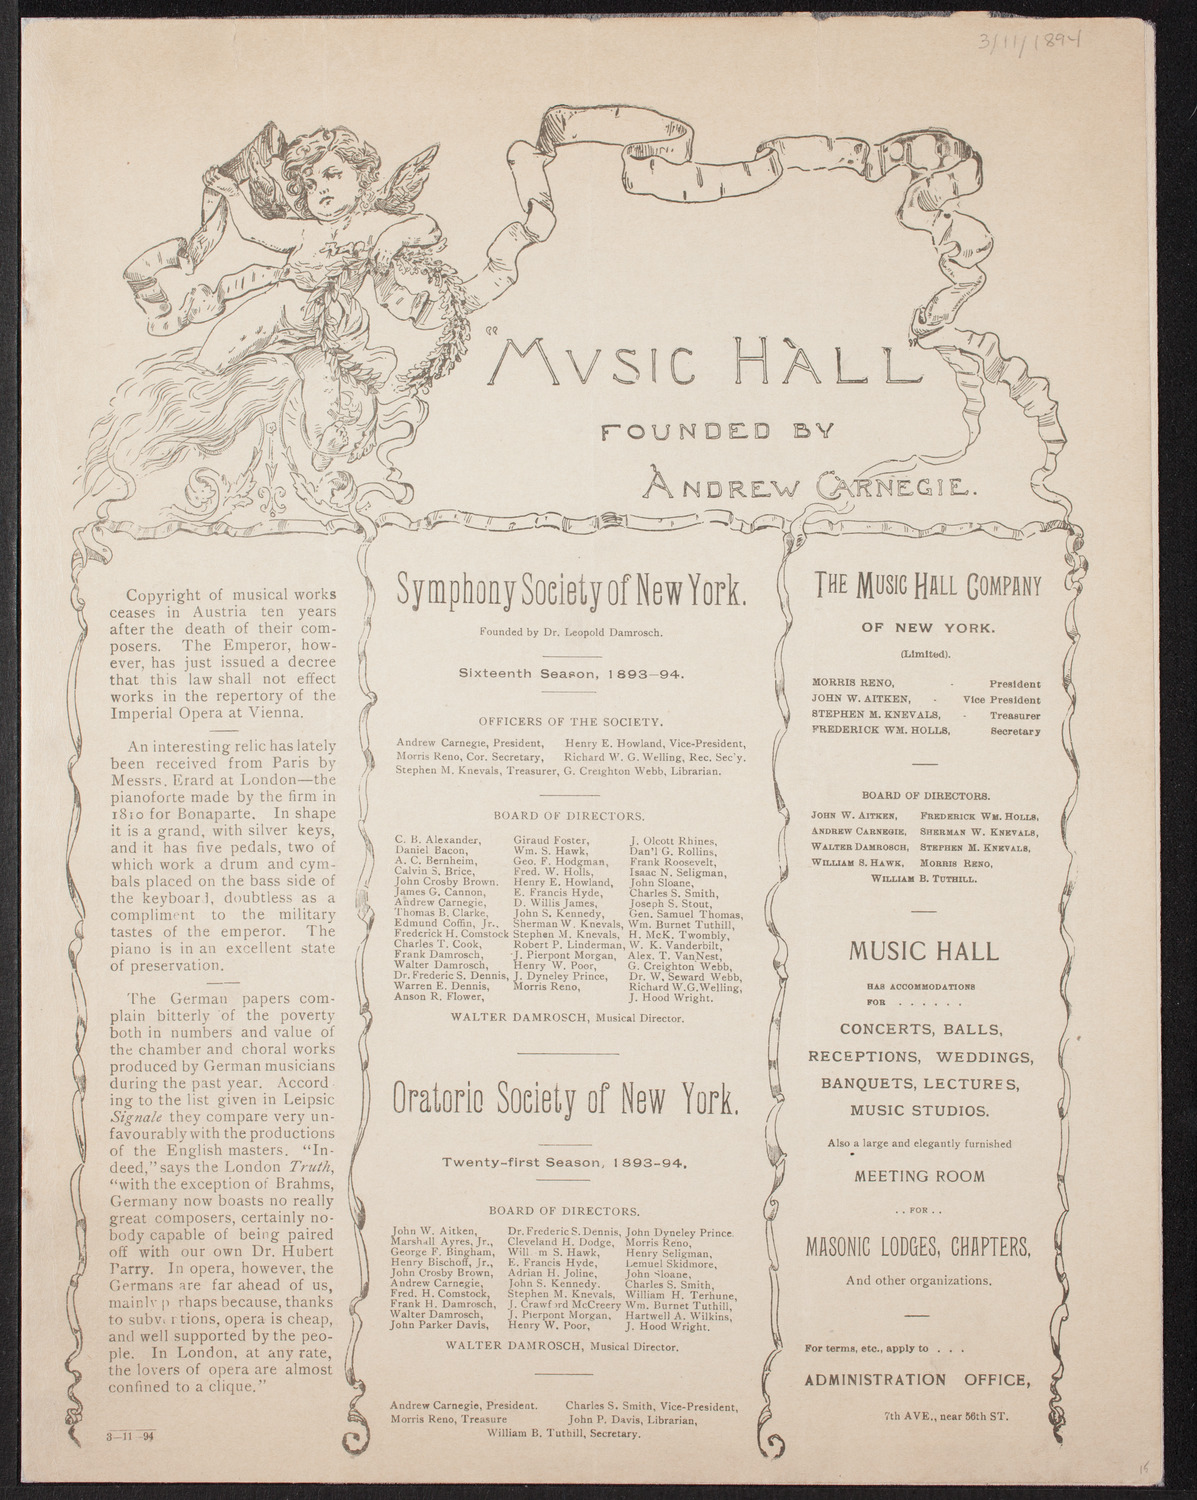 3/11/1894
"MVSIC HALL"
FOUNDED BY
ANDREW CARNEGIE.
Copyright of musical works
ceases in Austria ten years
after the death of their com-
posers. The Emperor, how-
ever, has just issued a decree
that this law shall not effect
works in the repertory of the
Imperial Opera at Vienna.
An interesting relic has lately
been received from Paris by
Messrs. Erard at London—the
pianoforte made by the firm in
1810 for Bonaparte. In shape
it is a grand, with silver keys,
and it has five pedals, two of
which work a drum and cym-
bals placed on the bass side of
the keyboard, doubtless as a
compliment to the military
tastes of the emperor. The
piano is in an excellent state
of preservation.
The German papers com-
plain bitterly of the poverty
both in numbers and value of
the chamber and choral works
produced by German musicians
during the past year. Accord
ing to the list given in Leipsic
Signale they compare very un-
favourably with the productions
of the English masters. "In-
deed," says the London Truth,
"with the exception of Brahms,
Germany now boasts no really
great composers, certainly no-
body capable of being paired
off with our own Dr. Hubert
Parry. In opera, however, the
Germans are far ahead of us,
mainly p rhaps because, thanks
to subv tions, opera is cheap,
and well supported by the peo-
ple. In London, at any rate,
the lovers of opera are almost
confined to a clique."
3—11—94
Symphony Society of New York.
Founded by Dr. Leopold Damrosch.
Sixteenth Season, 1893-94.
OFFICERS OF THE SOCIETY.
Andrew Carnegie, President, Henry E. Howland, Vice-President,
Morris Reno, Cor. Secretary, Richard W. G. Welling, Rec. Sec'y.
Stephen M. Knevals, Treasurer, G. Creighton Webb, Librarian.
BOARD OF DIRECTORS.
C. B. Alexander, Giraud Foster, J. Olcott Rhines,
Daniel Bacon, Wm. S. Hawk, Dan'l G. Rollins,
A. C. Bernheim, Geo. F. Hodgman, Frank Roosevelt,
Calvin S. Brice, Fred. W. Holls, Isaac N. Seligman,
John Crosby Brown. Henry E. Howland, John Sloane,
James G. Cannon, E. Francis Hyde, Charles S. Smith,
Andrew Carnegie, D. Willis James, Joseph S. Stout,
Thomas B. Clarke, John S. Kennedy, Gen. Samuel Thomas,
Edmund Coffin, Jr., Sherman W. Knevals, Wm. Burnet Tuthill,
Frederick H. Comstock Stephen M. Knevals, H. McK. Twombly,
Charles T. Cook, Robert P. Linderman, W. K. Vanderbilt,
Frank Damrosch, J. Pierpont Morgan, Alex. T. VanNest,
Walter Damrosch, Henry W. Poor, G. Creighton Webb,
Dr. Frederic S. Dennis, J. Dyneley Prince, Dr. W. Seward Webb,
Warren E. Dennis, Morris Reno, Richard W.G.Welling,
Anson R. Flower, J. Hood Wright.
WALTER DAMROSCH, Musical Director.
Oratorio Society of New York.
Twenty-first Season, 1893-94,
BOARD OF DIRECTORS.
John W. Aitken, Dr. Frederic S. Dennis, John Dyneley Prince
Marshall Ayres, Jr., Cleveland H. Dodge, Morris Reno,
George F. Bingham, Will m S. Hawk, Henry Seligman,
Henry Bischoff, Jr., E. Francis Hyde, Lemuel Skidmore,
John Crosby Brown, Adrian H. Joline, John Sloane,
Andrew Carnegie, John S. Kennedy. Charles S. Smith,
Fred. H. Comstock, Stephen M. Knevals, William H. Terhune,
Frank H. Damrosch, J. Crawford McCreery Wm. Burnet Tuthill,
Walter Damrosch, J. Pierpont Morgan, Hartwell A. Wilkins,
John Parker Davis, Henry W. Poor, J. Hood Wright.
WALTER DAMROSCH, Musical Director.
Andrew Carnegie, President. Charles S. Smith, Vice-President,
Morris Reno, Treasure John P. Davis, Librarian,
William B. Tuthill, Secretary.
THE MUSIC HALL COMPANY
OF NEW YORK.
(Limited).
MORRIS RENO, - President
JOHN W. AITKEN, - Vice President
STEPHEN M. KNEVALS, - Treasurer
FREDERICK WM. HOLLS, Secretary
BOARD OF DIRECTORS.
JOHN W. AITKEN, FREDERICK WM. HOLLS,
ANDREW CARNEGIE, SHERMAN W. KNEVALS,
WALTER DAMROSCH, STEPHEN M. KNEVALS,
WILLIAM S. HAWK, MORRIS RENO,
WILLIAM B. TUTHILL.
MUSIC HALL
HAS ACCOMMODATIONS
FOR . . . . . .
CONCERTS, BALLS,
RECEPTIONS, WEDDINGS,
BANQUETS, LECTURES,
MUSIC STUDIOS.
Also a large and elegantly furnished
MEETING ROOM
. . FOR . .
MASONIC LODGES, CHAPTERS,
And other organizations.
For terms, etc., apply to . . .
ADMINISTRATION OFFICE,
7th AVE., near 56th ST.
15